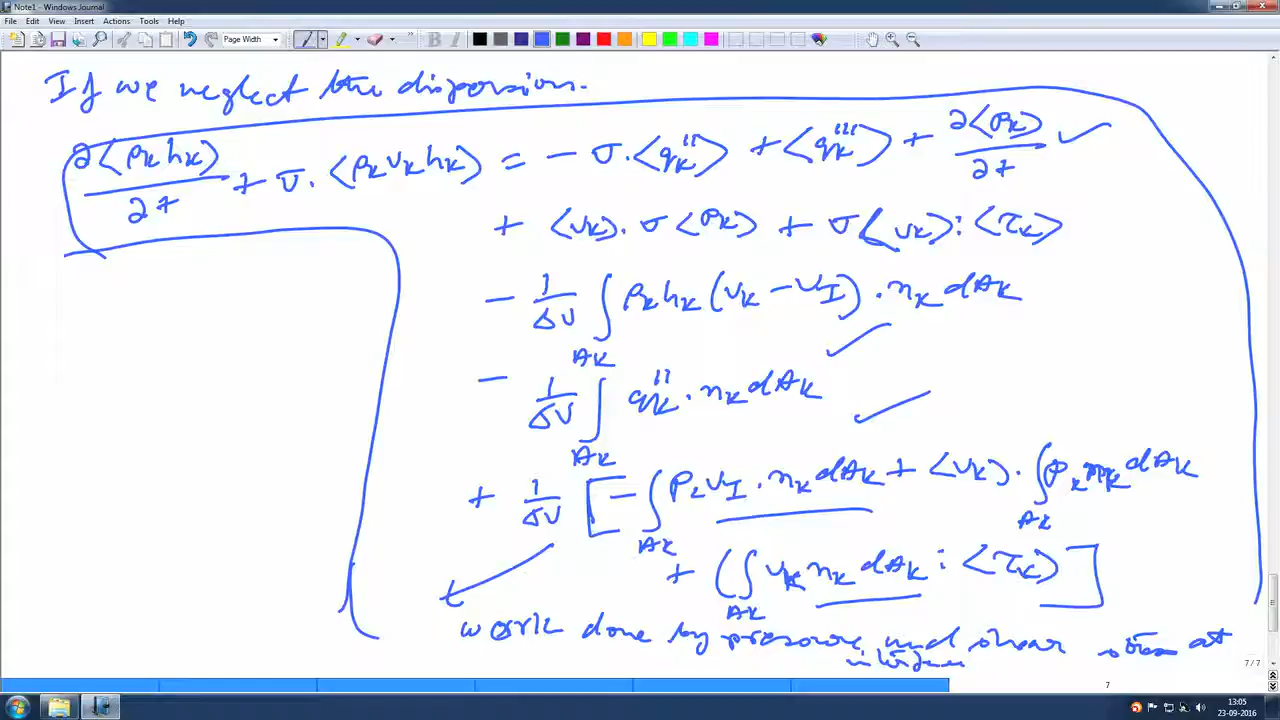 Note1 - Windows Journal
File Edit View Insert Actions Tools Help
Page Width B I
If we neglect the dispersion.
∂⟨ρk hk⟩/∂t + ∇·⟨ρk vk hk⟩ = - ∇·⟨qk''⟩ + ⟨qk'''⟩ + ∂⟨Pk⟩/∂t ✓
+ ⟨vk⟩·∇⟨Pk⟩ + ∇⟨vk⟩:⟨τk⟩
- 1/ΔV ∫Ak ρk hk (vk - vI)·nk dAk
- 1/ΔV ∫Ak qk''·nk dAk
+ 1/ΔV [ - ∫Ak Pk vI·nk dAk + ⟨vk⟩·∫Ak Pk nk dAk
+ (∫Ak vk nk dAk : ⟨τk⟩ ]
work done by pressure and shear stress at
interface
7/7
7
13:05
23-09-2016